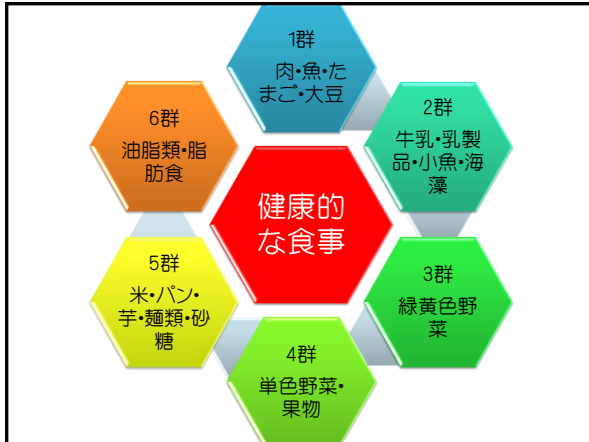 1群
肉・魚・た
まご・大豆
2群
牛乳・乳製
品・小魚・海
藻
3群
緑黄色野
菜
4群
単色野菜・
果物
5群
米・パン・
芋・麺類・砂
糖
6群
油脂類・脂
肪食
健康的
な食事